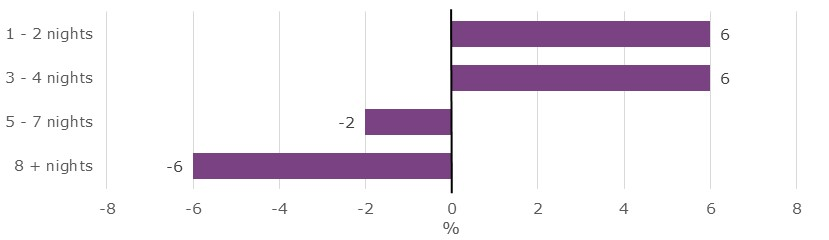 1 - 2 nights 6
3 - 4 nights 6
5 - 7 nights -2
8 + nights -6
-8 -6 -4 -2 0 2 4 6 8
%